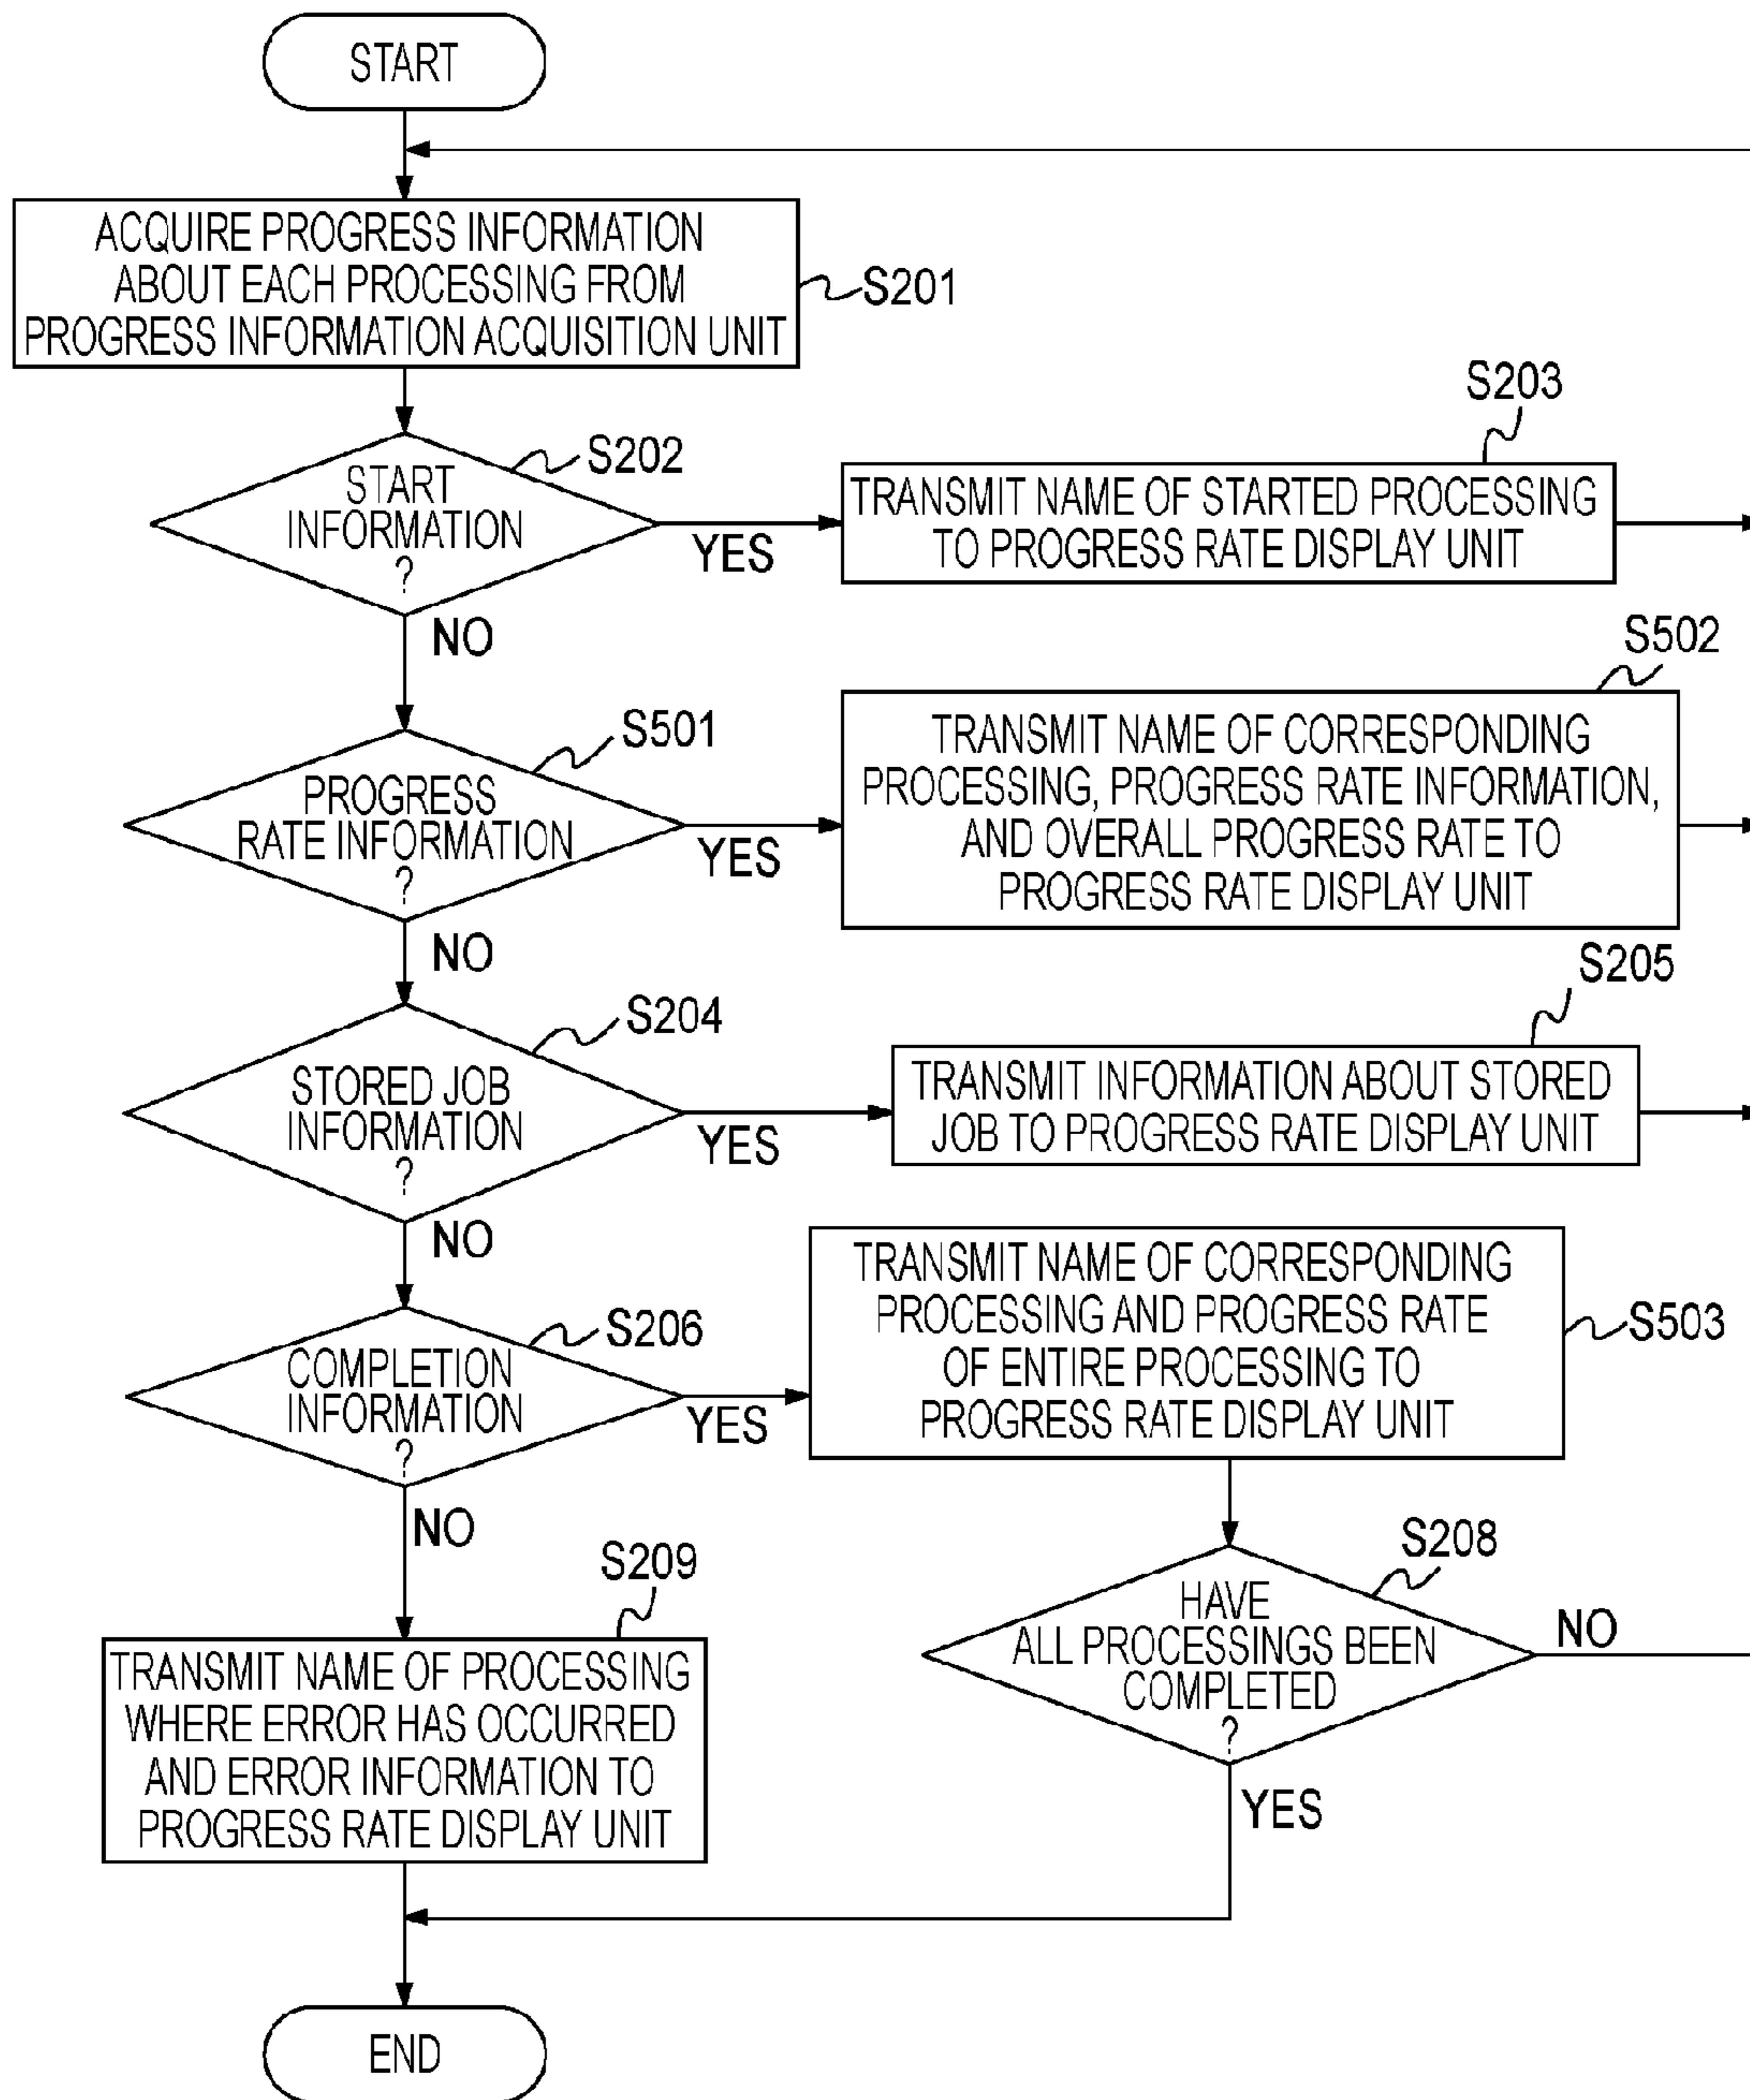 START
ACQUIRE PROGRESS INFORMATION
ABOUT EACH PROCESSING FROM
PROGRESS INFORMATION ACQUISITION UNIT
S201
START
INFORMATION
?
S202
YES
NO
S203
TRANSMIT NAME OF STARTED PROCESSING
TO PROGRESS RATE DISPLAY UNIT
S501
PROGRESS
RATE INFORMATION
?
YES
NO
S502
TRANSMIT NAME OF CORRESPONDING
PROCESSING, PROGRESS RATE INFORMATION,
AND OVERALL PROGRESS RATE TO
PROGRESS RATE DISPLAY UNIT
S204
STORED JOB
INFORMATION
?
YES
NO
S205
TRANSMIT INFORMATION ABOUT STORED
JOB TO PROGRESS RATE DISPLAY UNIT
S206
COMPLETION
INFORMATION
?
YES
NO
TRANSMIT NAME OF CORRESPONDING
PROCESSING AND PROGRESS RATE
OF ENTIRE PROCESSING TO
PROGRESS RATE DISPLAY UNIT
S503
S208
HAVE
ALL PROCESSINGS BEEN
COMPLETED
?
NO
YES
S209
TRANSMIT NAME OF PROCESSING
WHERE ERROR HAS OCCURRED
AND ERROR INFORMATION TO
PROGRESS RATE DISPLAY UNIT
END